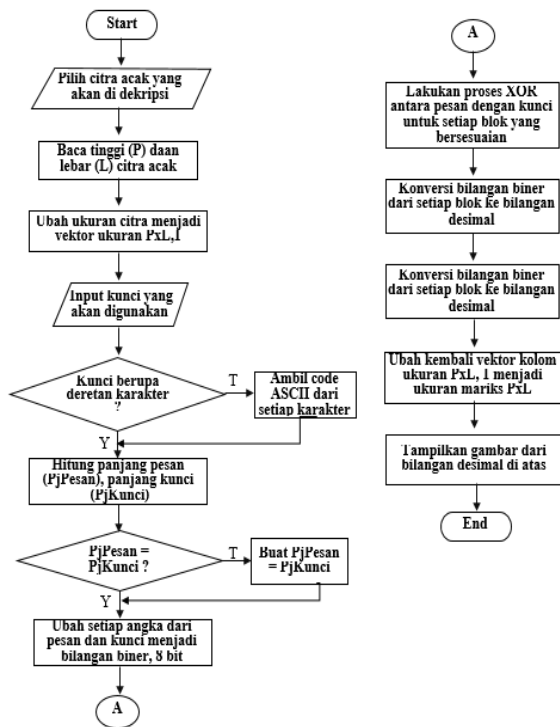 Start
Pilih citra acak yang
akan di dekripsi
Baca tinggi (P) daan
lebar (L) citra acak
Ubah ukuran citra menjadi
vektor ukuran PxL,1
Input kunci yang
akan digunakan
Kunci berupa
deretan karakter
?
T
Ambil code
ASCII dari
setiap karakter
Y
Hitung panjang pesan
(PjPesan), panjang kunci
(PjKunci)
PjPesan =
PjKunci ?
T
Buat PjPesan
= PjKunci
Y
Ubah setiap angka dari
pesan dan kunci menjadi
bilangan biner, 8 bit
A
A
Lakukan proses XOR
antara pesan dengan kunci
untuk setiap blok yang
bersesuaian
Konversi bilangan biner
dari setiap blok ke bilangan
desimal
Konversi bilangan biner
dari setiap blok ke bilangan
desimal
Ubah kembali vektor kolom
ukuran PxL, 1 menjadi
ukuran mariks PxL
Tampilkan gambar dari
bilangan desimal di atas
End